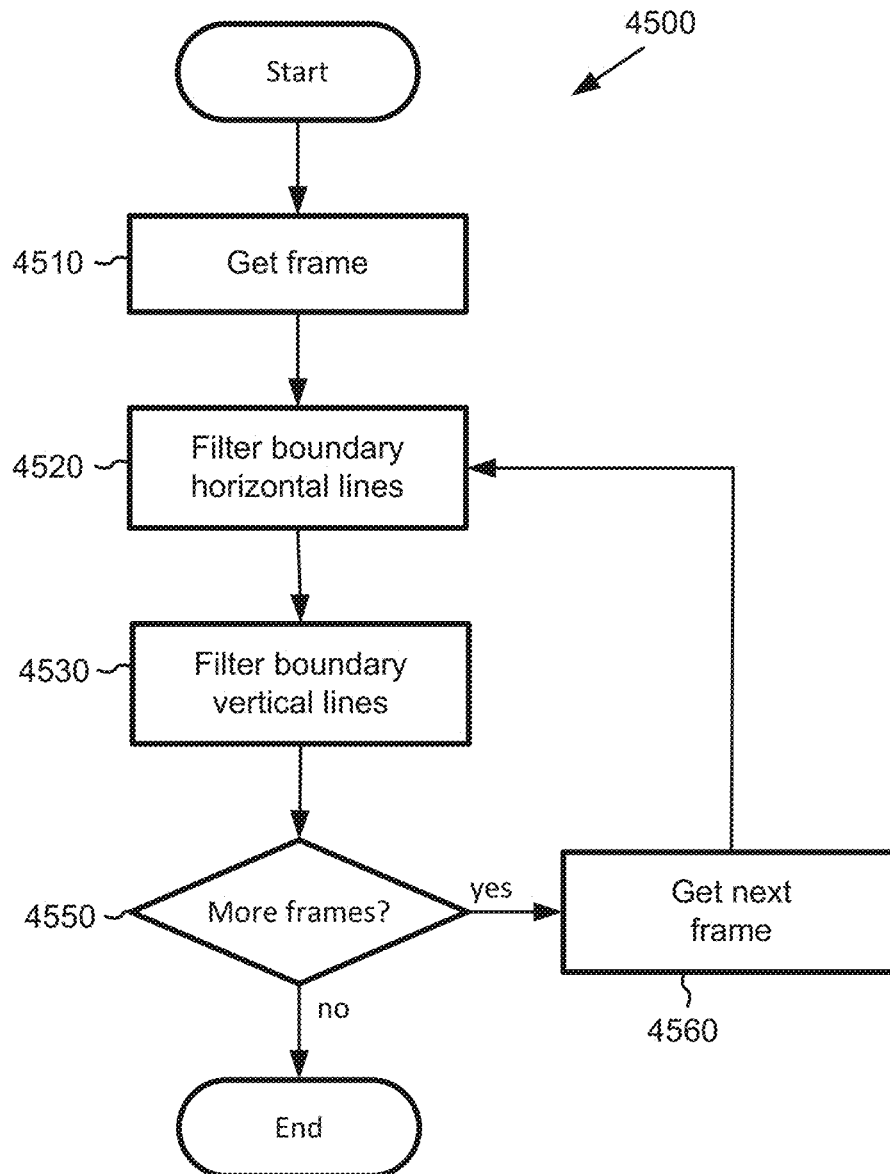 4500
Start
4510
Get frame
4520
Filter boundary
horizontal lines
4530
Filter boundary
vertical lines
4550
More frames?
yes
Get next
frame
4560
no
End